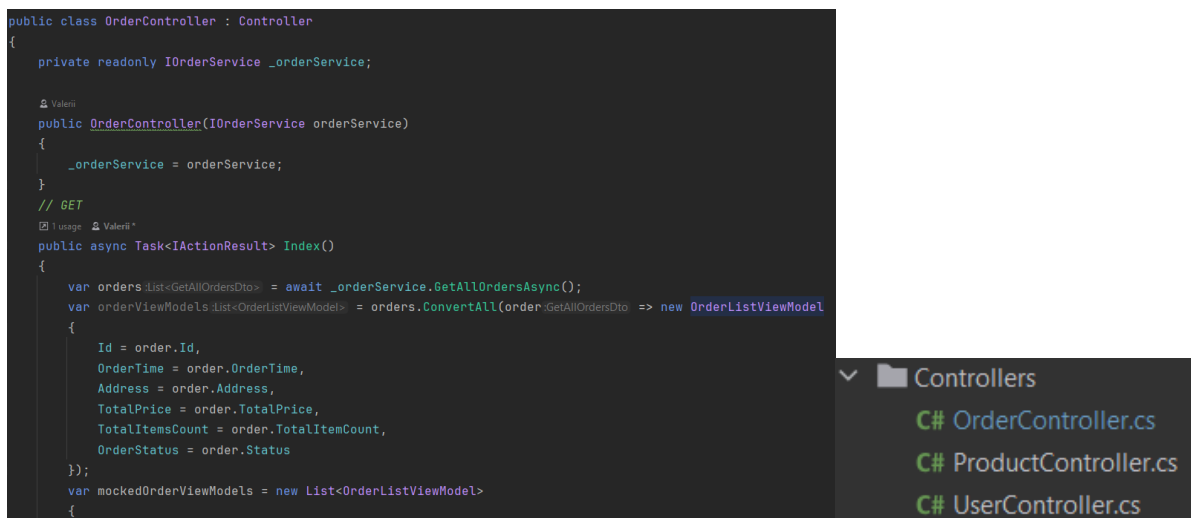 public class OrderController : Controller
{
private readonly IOrderService _orderService;
Valerii
public OrderController(IOrderService orderService)
{
_orderService = orderService;
}
// GET
1 usage Valerii *
public async Task<IActionResult> Index()
{
var orders :List<GetAllOrdersDto> = await _orderService.GetAllOrdersAsync();
var orderViewModels :List<OrderListViewModel> = orders.ConvertAll(order :GetAllOrdersDto => new OrderListViewModel
{
Id = order.Id,
OrderTime = order.OrderTime,
Address = order.Address,
TotalPrice = order.TotalPrice,
TotalItemsCount = order.TotalItemCount,
OrderStatus = order.Status
});
var mockedOrderViewModels = new List<OrderListViewModel>
{
Controllers
C# OrderController.cs
C# ProductController.cs
C# UserController.cs